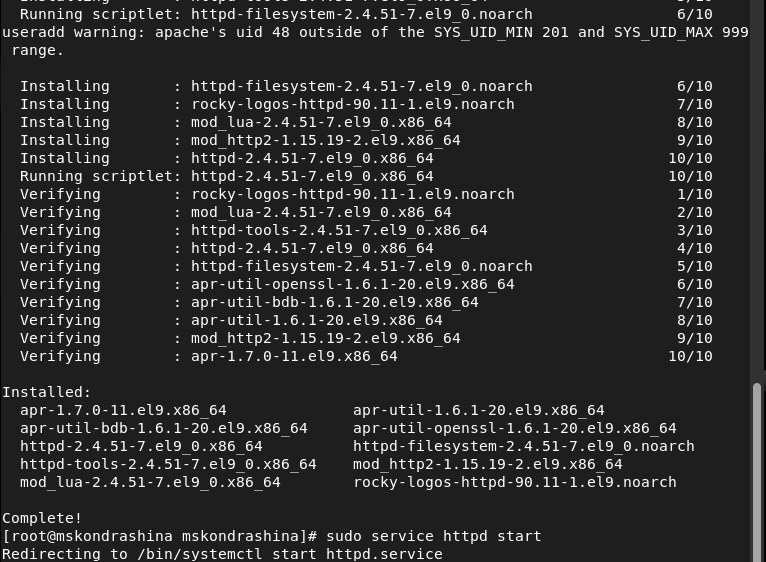 Running scriptlet: httpd-filesystem-2.4.51-7.el9_0.noarch 6/10
useradd warning: apache's uid 48 outside of the SYS_UID_MIN 201 and SYS_UID_MAX 999
range.
Installing : httpd-filesystem-2.4.51-7.el9_0.noarch 6/10
Installing : rocky-logos-httpd-90.11-1.el9.noarch 7/10
Installing : mod_lua-2.4.51-7.el9_0.x86_64 8/10
Installing : mod_http2-1.15.19-2.el9.x86_64 9/10
Installing : httpd-2.4.51-7.el9_0.x86_64 10/10
Running scriptlet: httpd-2.4.51-7.el9_0.x86_64 10/10
Verifying : rocky-logos-httpd-90.11-1.el9.noarch 1/10
Verifying : mod_lua-2.4.51-7.el9_0.x86_64 2/10
Verifying : httpd-tools-2.4.51-7.el9_0.x86_64 3/10
Verifying : httpd-2.4.51-7.el9_0.x86_64 4/10
Verifying : httpd-filesystem-2.4.51-7.el9_0.noarch 5/10
Verifying : apr-util-openssl-1.6.1-20.el9.x86_64 6/10
Verifying : apr-util-bdb-1.6.1-20.el9.x86_64 7/10
Verifying : apr-util-1.6.1-20.el9.x86_64 8/10
Verifying : mod_http2-1.15.19-2.el9.x86_64 9/10
Verifying : apr-1.7.0-11.el9.x86_64 10/10
Installed:
apr-1.7.0-11.el9.x86_64 apr-util-1.6.1-20.el9.x86_64
apr-util-bdb-1.6.1-20.el9.x86_64 apr-util-openssl-1.6.1-20.el9.x86_64
httpd-2.4.51-7.el9_0.x86_64 httpd-filesystem-2.4.51-7.el9_0.noarch
httpd-tools-2.4.51-7.el9_0.x86_64 mod_http2-1.15.19-2.el9.x86_64
mod_lua-2.4.51-7.el9_0.x86_64 rocky-logos-httpd-90.11-1.el9.noarch
Complete!
[root@mskondrashina mskondrashina]# sudo service httpd start
Redirecting to /bin/systemctl start httpd.service